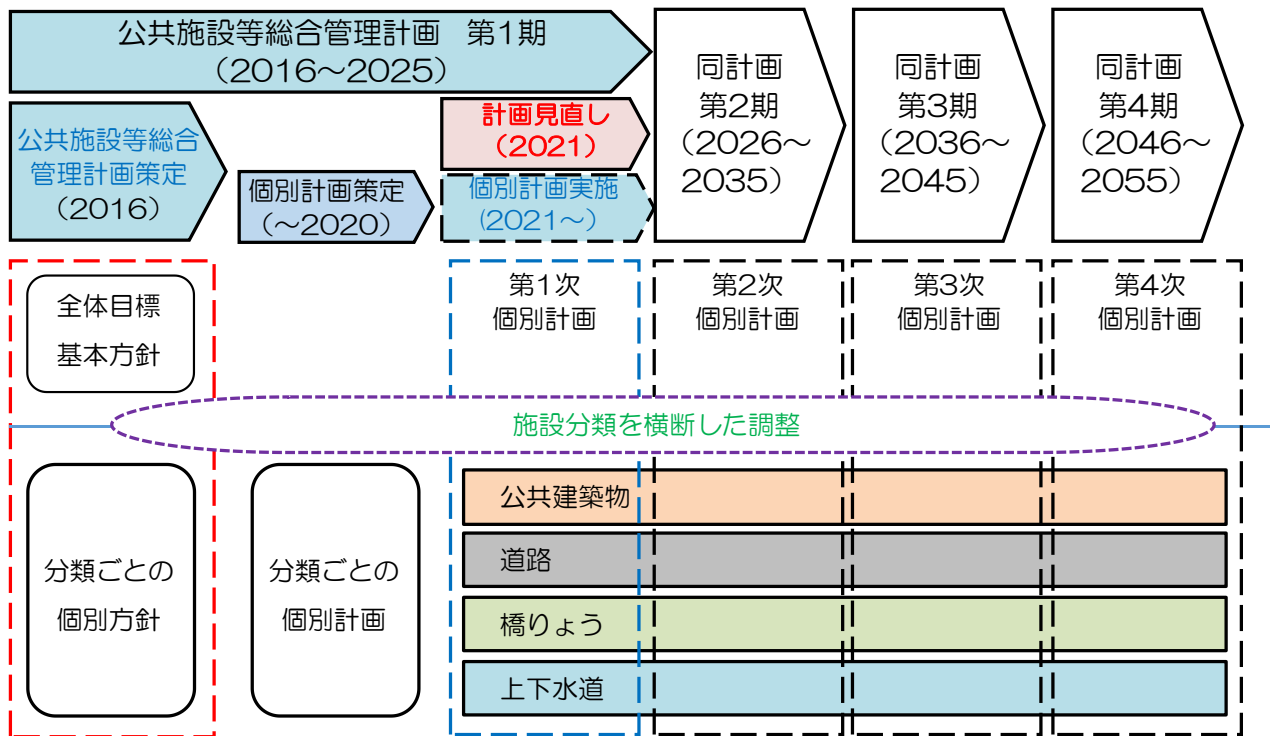 公共施設等総合管理計画　第1期
（2016～2025）
同計画
第2期
（2026～
2035）
同計画
第3期
（2036～
2045）
同計画
第4期
（2046～
2055）
公共施設等総合
管理計画策定
（2016）
個別計画策定
（～2020）
計画見直し
（2021）
個別計画実施
（2021～）
全体目標
基本方針
第1次
個別計画
第2次
個別計画
第3次
個別計画
第4次
個別計画
施設分類を横断した調整
分類ごとの
個別方針
分類ごとの
個別計画
公共建築物
道路
橋りょう
上下水道